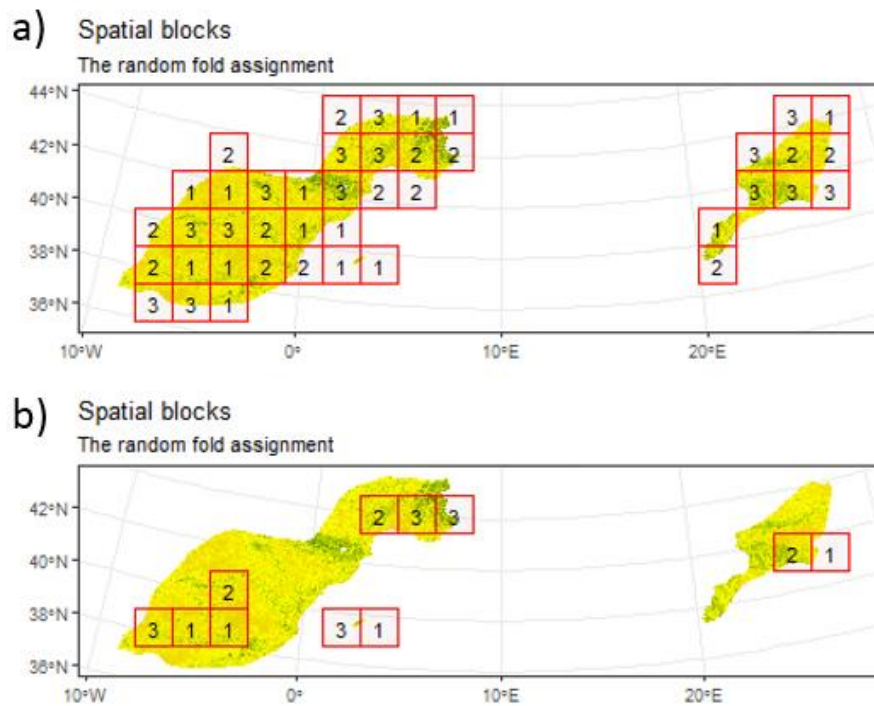 a) Spatial blocks
The random fold assignment
44°N
2 3 1 1 3 1
42°N
2 3 3 2 2 3 2 2
40°N
1 1 3 1 3 2 2 3 3 3
38°N
2 3 3 2 1 1 1
2 1 1 2 2 1 1 2
36°N
3 3 1
10°W 0° 10°E 20°E
b) Spatial blocks
The random fold assignment
42°N
2 3 3
40°N
2 1
38°N
2
3 1 1 3 1
36°N
10°W 0° 10°E 20°E